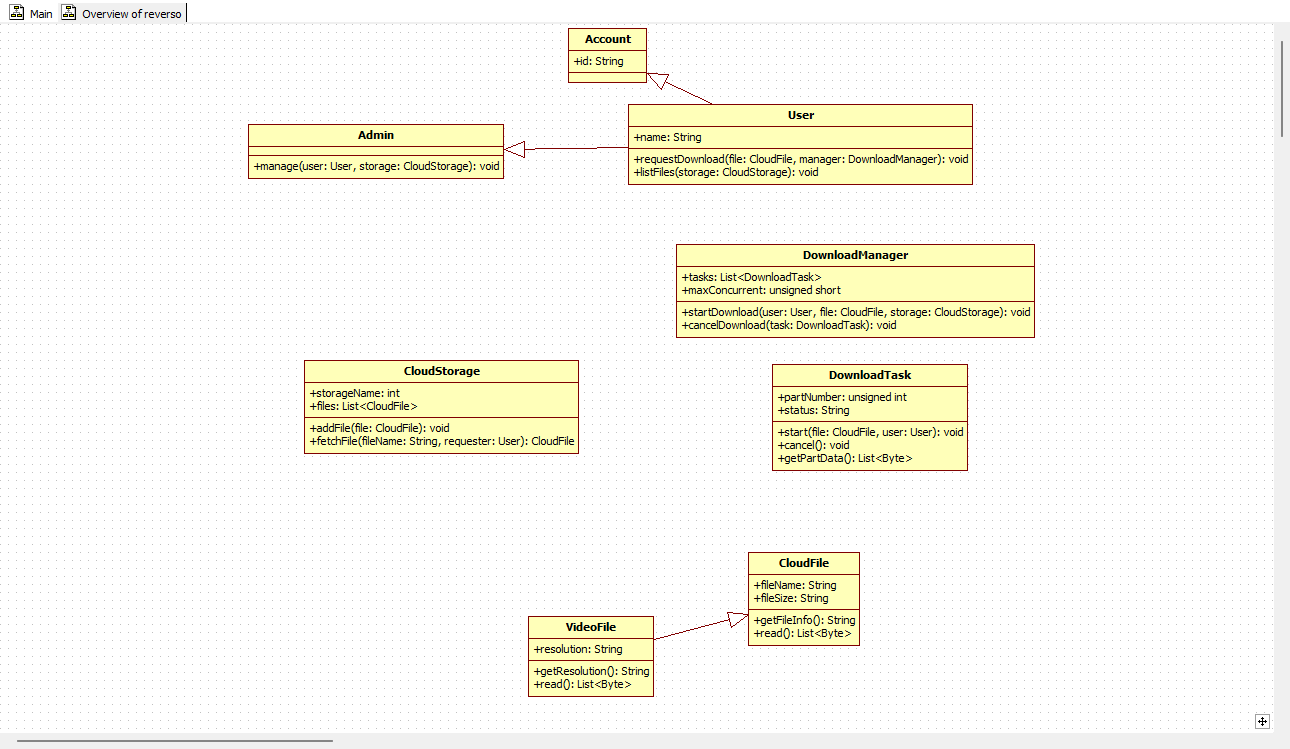 Main
Overview of reverso
Account
+id: String
User
+name: String
+requestDownload(file: CloudFile, manager: DownloadManager): void
+listFiles(storage: CloudStorage): void
Admin
+manage(user: User, storage: CloudStorage): void
DownloadManager
+tasks: List<DownloadTask>
+maxConcurrent: unsigned short
+startDownload(user: User, file: CloudFile, storage: CloudStorage): void
+cancelDownload(task: DownloadTask): void
CloudStorage
+storageName: int
+files: List<CloudFile>
+addFile(file: CloudFile): void
+fetchFile(fileName: String, requester: User): CloudFile
DownloadTask
+partNumber: unsigned int
+status: String
+start(file: CloudFile, user: User): void
+cancel(): void
+getPartData(): List<Byte>
CloudFile
+fileName: String
+fileSize: String
+getFileInfo(): String
+read(): List<Byte>
VideoFile
+resolution: String
+getResolution(): String
+read(): List<Byte>